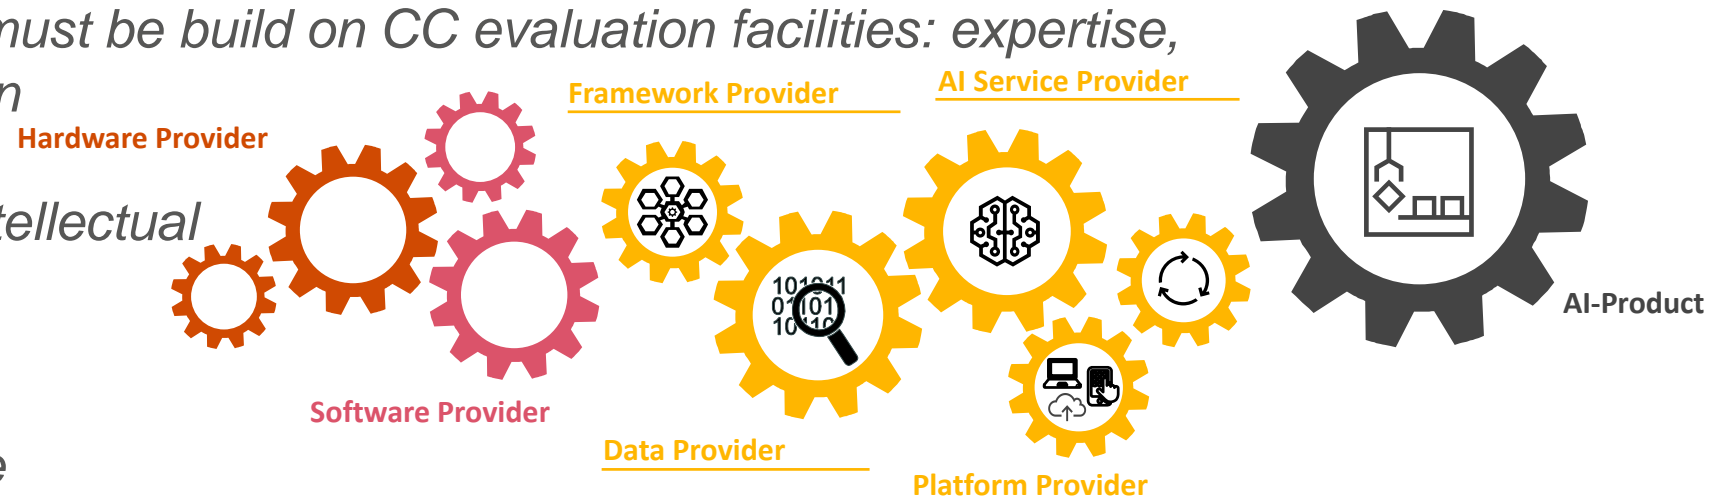 must be build on CC evaluation facilities: expertise,
AI Service Provider
Framework Provider
Hardware Provider
AI-Product
Software Provider
Data Provider
Platform Provider
101011